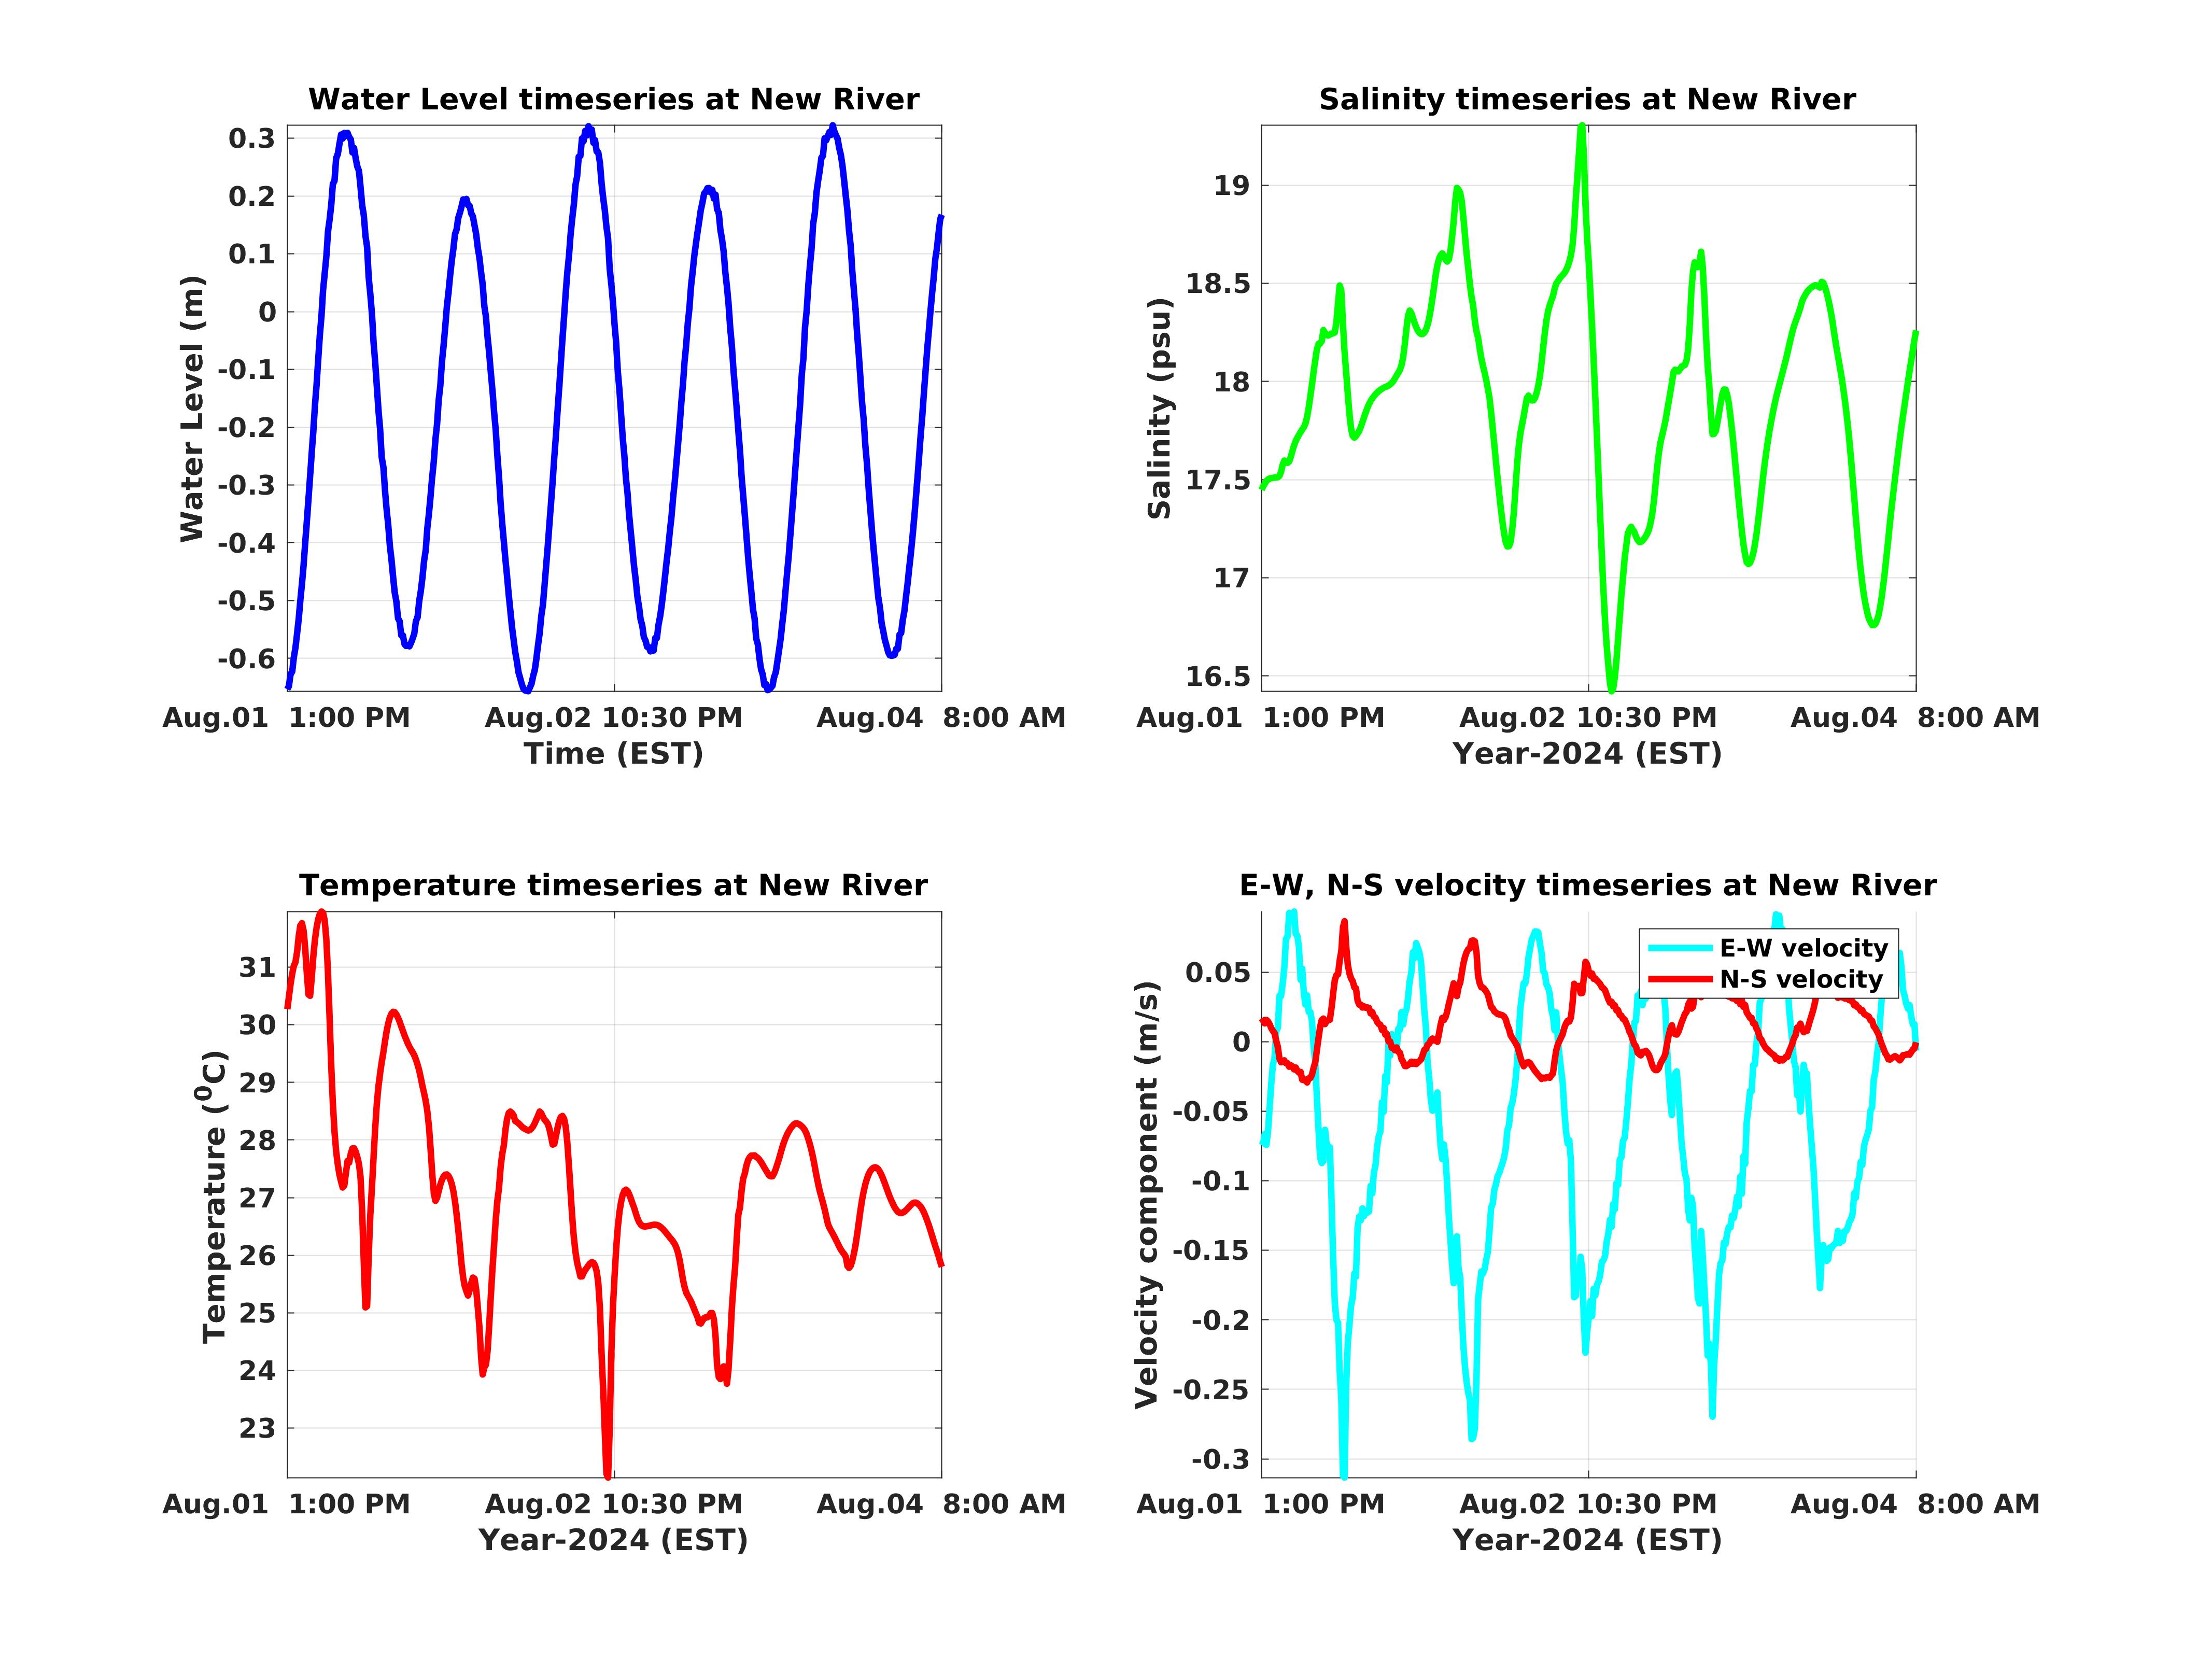 Water Level timeseries at New River
0.3
0.2
0.1
0
-0.1
-0.2
-0.3
-0.4
-0.5
-0.6
Water Level (m)
Aug.01 1:00 PM Aug.02 10:30 PM Aug.04 8:00 AM
Time (EST)
Salinity timeseries at New River
19
18.5
18
17.5
17
16.5
Salinity (psu)
Aug.01 1:00 PM Aug.02 10:30 PM Aug.04 8:00 AM
Year-2024 (EST)
Temperature timeseries at New River
31
30
29
28
27
26
25
24
23
Temperature (⁰C)
Aug.01 1:00 PM Aug.02 10:30 PM Aug.04 8:00 AM
Year-2024 (EST)
E-W, N-S velocity timeseries at New River
E-W velocity
N-S velocity
0.05
0
-0.05
-0.1
-0.15
-0.2
-0.25
-0.3
Velocity component (m/s)
Aug.01 1:00 PM Aug.02 10:30 PM Aug.04 8:00 AM
Year-2024 (EST)